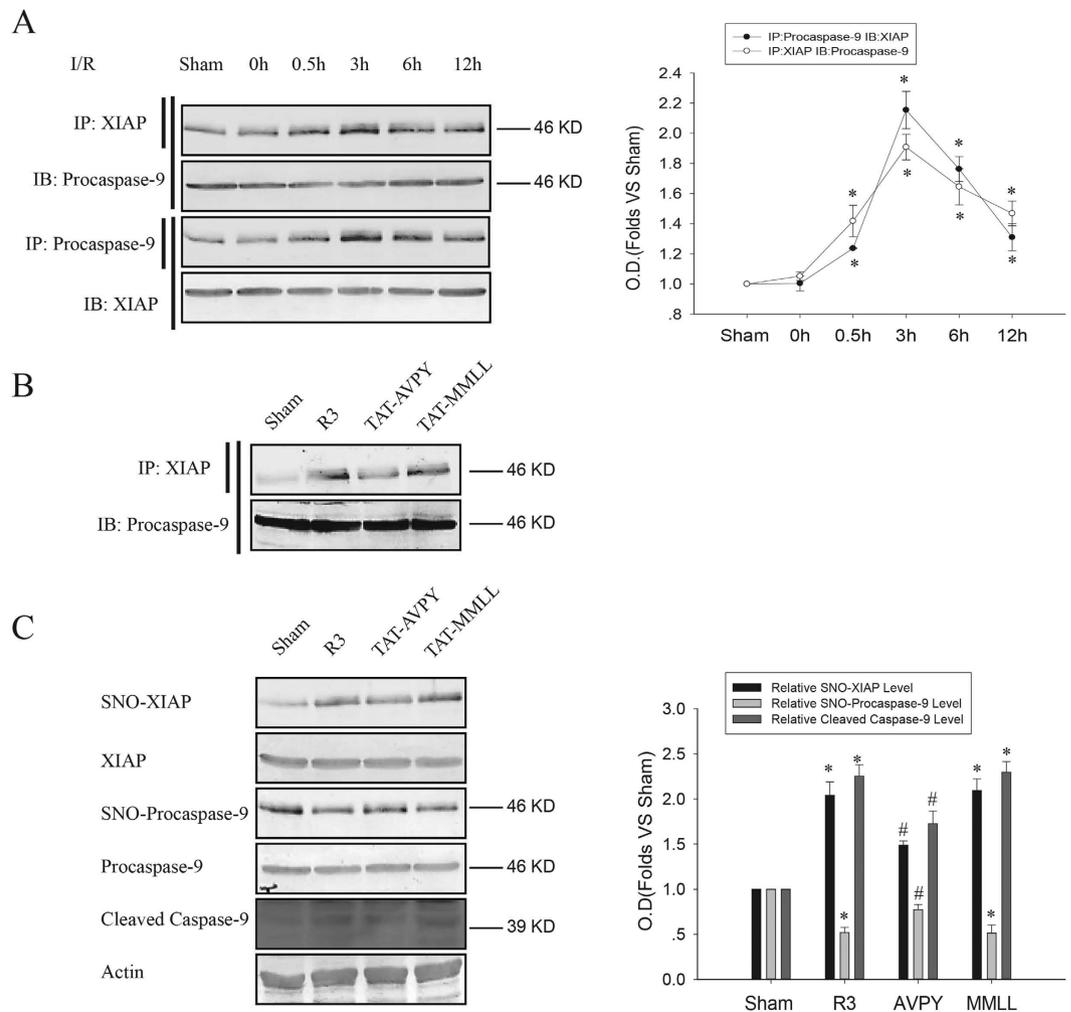 A
I/R Sham 0h 0.5h 3h 6h 12h
IP: XIAP
46 KD
IB: Procaspase-9
46 KD
IP: Procaspase-9
IB: XIAP
IP:Procaspase-9 IB:XIAP
IP:XIAP IB:Procaspase-9
O.D.(Folds VS Sham)
2.4
2.2
2.0
1.8
1.6
1.4
1.2
1.0
.8
* * * * * * * *
Sham 0h 0.5h 3h 6h 12h
B
Sham R3 TAT-AVPY TAT-MMLL
IP: XIAP
46 KD
IB: Procaspase-9
46 KD
C
Sham R3 TAT-AVPY TAT-MMLL
SNO-XIAP
XIAP
SNO-Procaspase-9
46 KD
Procaspase-9
46 KD
Cleaved Caspase-9
39 KD
Actin
Relative SNO-XIAP Level
Relative SNO-Procaspase-9 Level
Relative Cleaved Caspase-9 Level
O.D(Folds VS Sham)
3.0
2.5
2.0
1.5
1.0
.5
0.0
* * * # # # * * *
Sham R3 AVPY MMLL